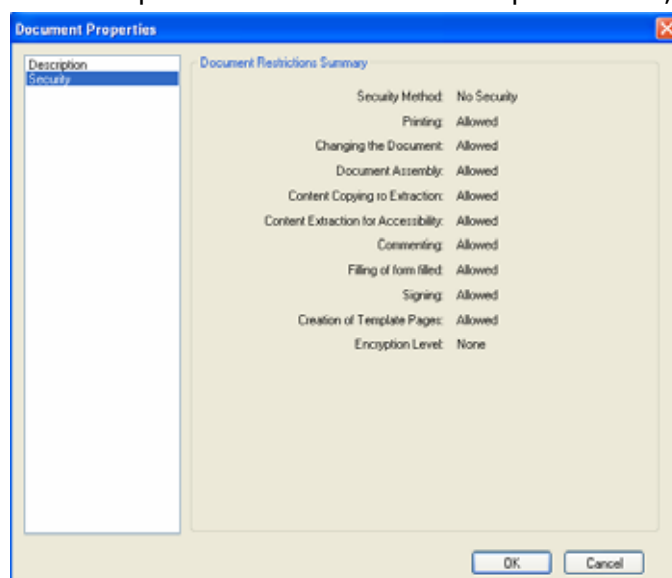 Document Properties
Description
Security
Document Restrictions Summary
Security Method: No Security
Printing: Allowed
Changing the Document: Allowed
Document Assembly: Allowed
Content Copying ro Extraction: Allowed
Content Extraction for Accessibility: Allowed
Commenting: Allowed
Filling of form filled: Allowed
Signing: Allowed
Creation of Template Pages: Allowed
Encryption Level: None
OK Cancel